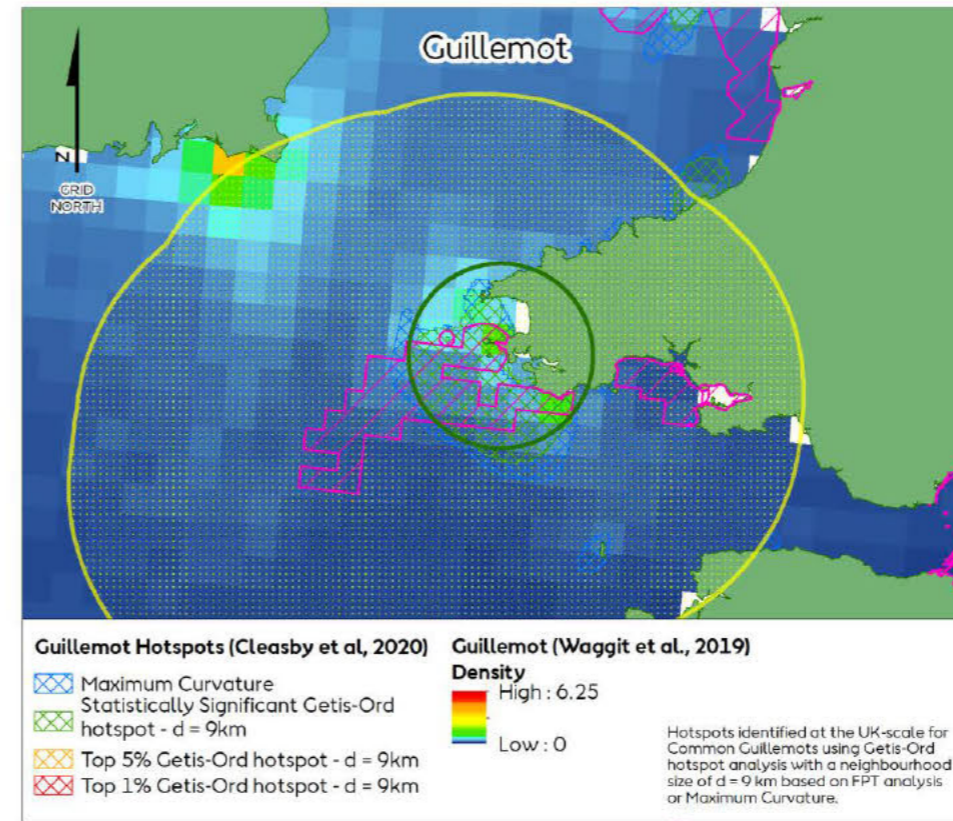 Guillemot
N
GRID
NORTH
Guillemot Hotspots (Cleasby et al, 2020)
Maximum Curvature
Statistically Significant Getis-Ord
hotspot - d = 9km
Top 5% Getis-Ord hotspot - d = 9km
Top 1% Getis-Ord hotspot - d = 9km
Guillemot (Waggit et al., 2019)
Density
High : 6.25
Low : 0
Hotspots identified at the UK-scale for
Common Guillemots using Getis-Ord
hotspot analysis with a neighbourhood
size of d = 9 km based on FPT analysis
or Maximum Curvature.